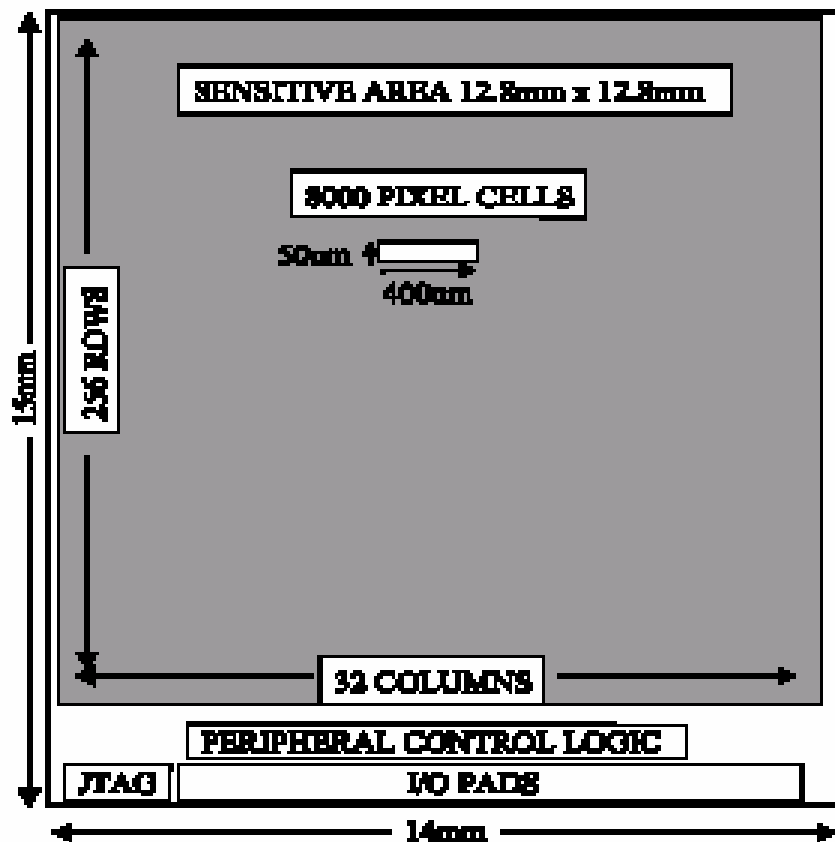 SENSITIVE AREA 12.8mm x 12.8mm
8000 PIXEL CELLS
50um
400um
256 ROWS
15mm
32 COLUMNS
PERIPHERAL CONTROL LOGIC
JTAG
I/O PADS
14mm